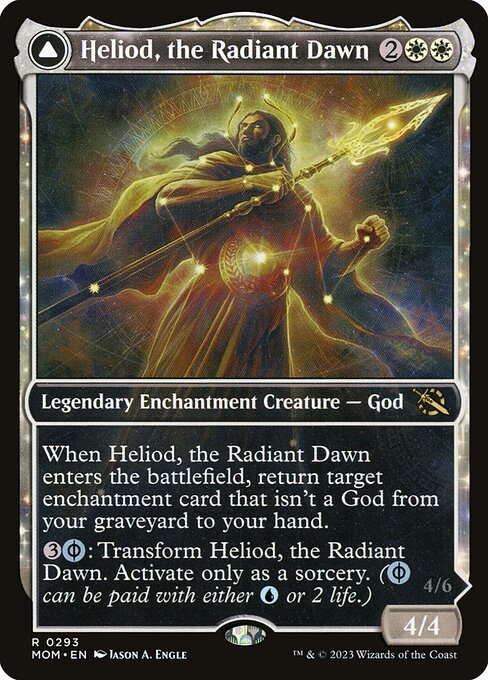 Heliod, the Radiant Dawn 2
Legendary Enchantment Creature — God
When Heliod, the Radiant Dawn
enters the battlefield, return target
enchantment card that isn't a God from
your graveyard to your hand.
3: Transform Heliod, the Radiant
Dawn. Activate only as a sorcery. (
can be paid with either or 2 life.)
4/6
4/4
R 0293
MOM • EN Jason A. Engle
™ & © 2023 Wizards of the Coast